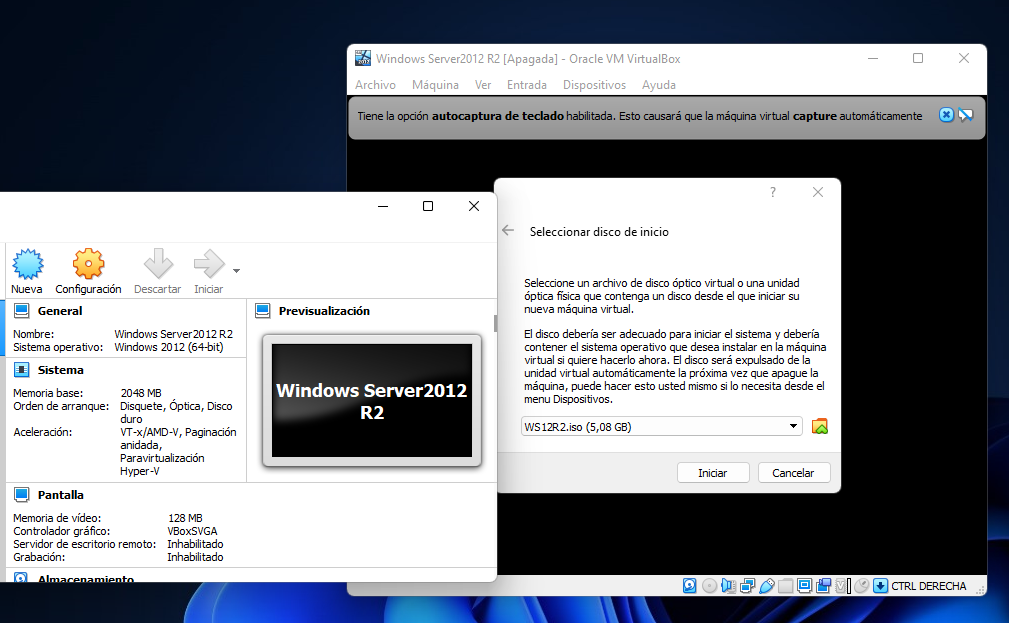 Windows Server2012 R2 [Apagada] - Oracle VM VirtualBox
Archivo Máquina Ver Entrada Dispositivos Ayuda
Tiene la opción autocaptura de teclado habilitada. Esto causará que la máquina virtual capture automáticamente
?
Seleccionar disco de inicio
Seleccione un archivo de disco óptico virtual o una unidad
óptica física que contenga un disco desde el que iniciar su
nueva máquina virtual.
El disco debería ser adecuado para iniciar el sistema y debería
contener el sistema operativo que desea instalar en la máquina
virtual si quiere hacerlo ahora. El disco será expulsado de la
unidad virtual automáticamente la próxima vez que apague la
máquina, puede hacer esto usted mismo si lo necesita desde el
menu Dispositivos.
WS12R2.iso (5,08 GB)
Iniciar Cancelar
Nueva Configuración Descartar Iniciar
General
Nombre: Windows Server2012 R2
Sistema operativo: Windows 2012 (64-bit)
Sistema
Memoria base: 2048 MB
Orden de arranque: Disquete, Óptica, Disco
duro
Aceleración: VT-x/AMD-V, Paginación
anidada,
Paravirtualización
Hyper-V
Previsualización
Windows Server2012
R2
Pantalla
Memoria de vídeo: 128 MB
Controlador gráfico: VBoxSVGA
Servidor de escritorio remoto: Inhabilitado
Grabación: Inhabilitado
Almacenamiento
CTRL DERECHA